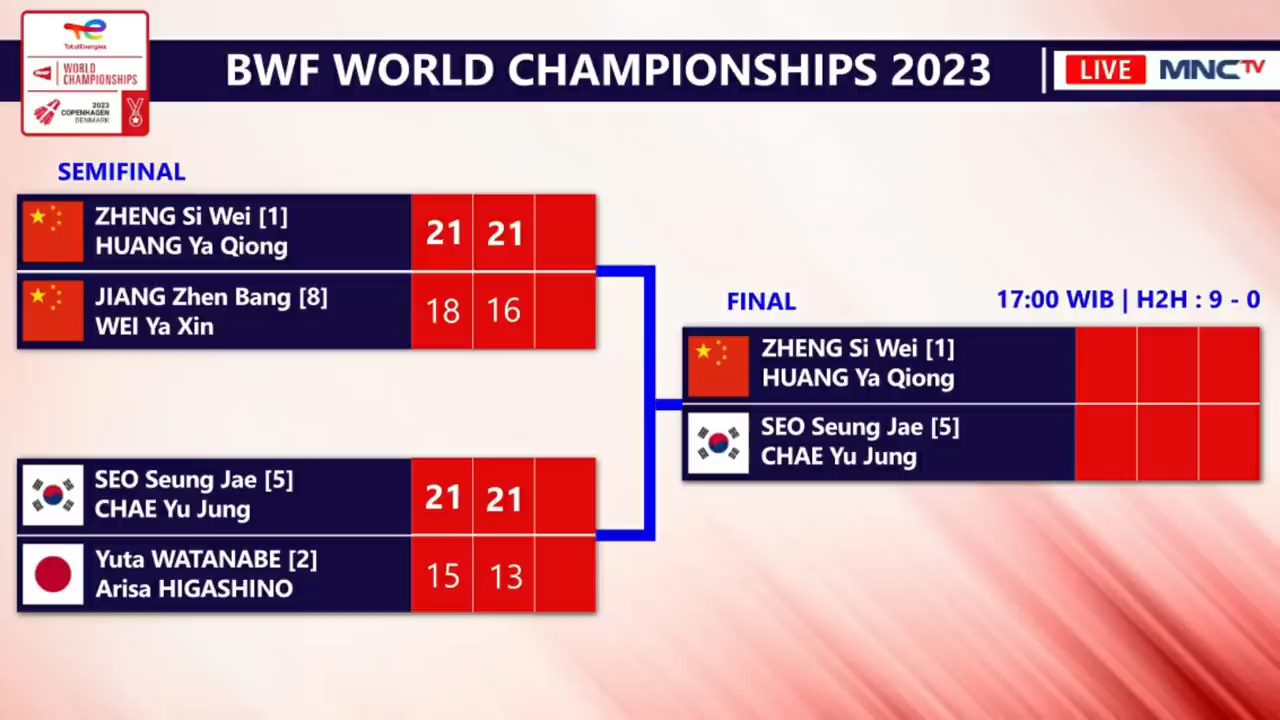 TotalEnergies
WORLD
CHAMPIONSHIPS
2023
COPENHAGEN
DENMARK
BWF WORLD CHAMPIONSHIPS 2023
LIVE
MNCTV
SEMIFINAL
ZHENG Si Wei [1]
HUANG Ya Qiong
21 21
JIANG Zhen Bang [8]
WEI Ya Xin
18 16
SEO Seung Jae [5]
CHAE Yu Jung
21 21
Yuta WATANABE [2]
Arisa HIGASHINO
15 13
FINAL
17:00 WIB | H2H : 9 - 0
ZHENG Si Wei [1]
HUANG Ya Qiong
SEO Seung Jae [5]
CHAE Yu Jung